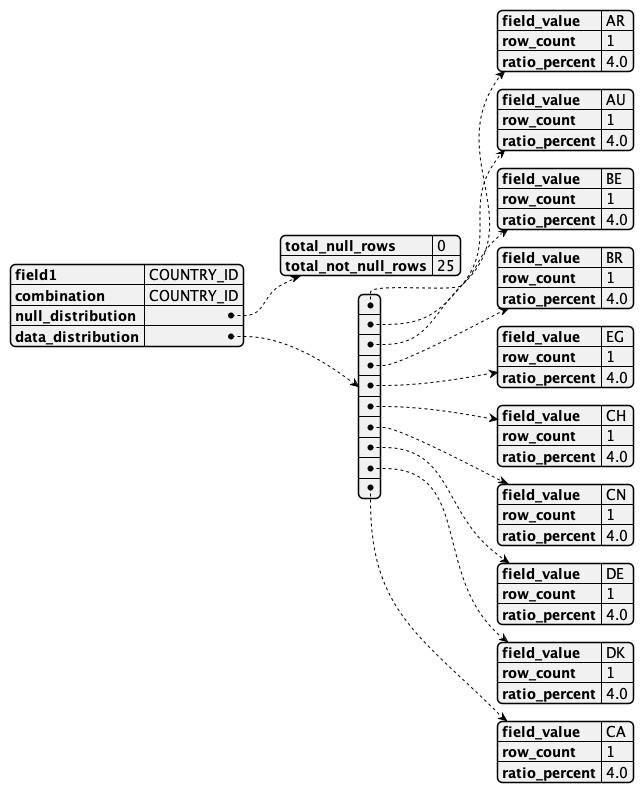 field1 COUNTRY_ID
combination COUNTRY_ID
null_distribution
data_distribution
total_null_rows 0
total_not_null_rows 25
field_value AR
row_count 1
ratio_percent 4.0
field_value AU
row_count 1
ratio_percent 4.0
field_value BE
row_count 1
ratio_percent 4.0
field_value BR
row_count 1
ratio_percent 4.0
field_value EG
row_count 1
ratio_percent 4.0
field_value CH
row_count 1
ratio_percent 4.0
field_value CN
row_count 1
ratio_percent 4.0
field_value DE
row_count 1
ratio_percent 4.0
field_value DK
row_count 1
ratio_percent 4.0
field_value CA
row_count 1
ratio_percent 4.0